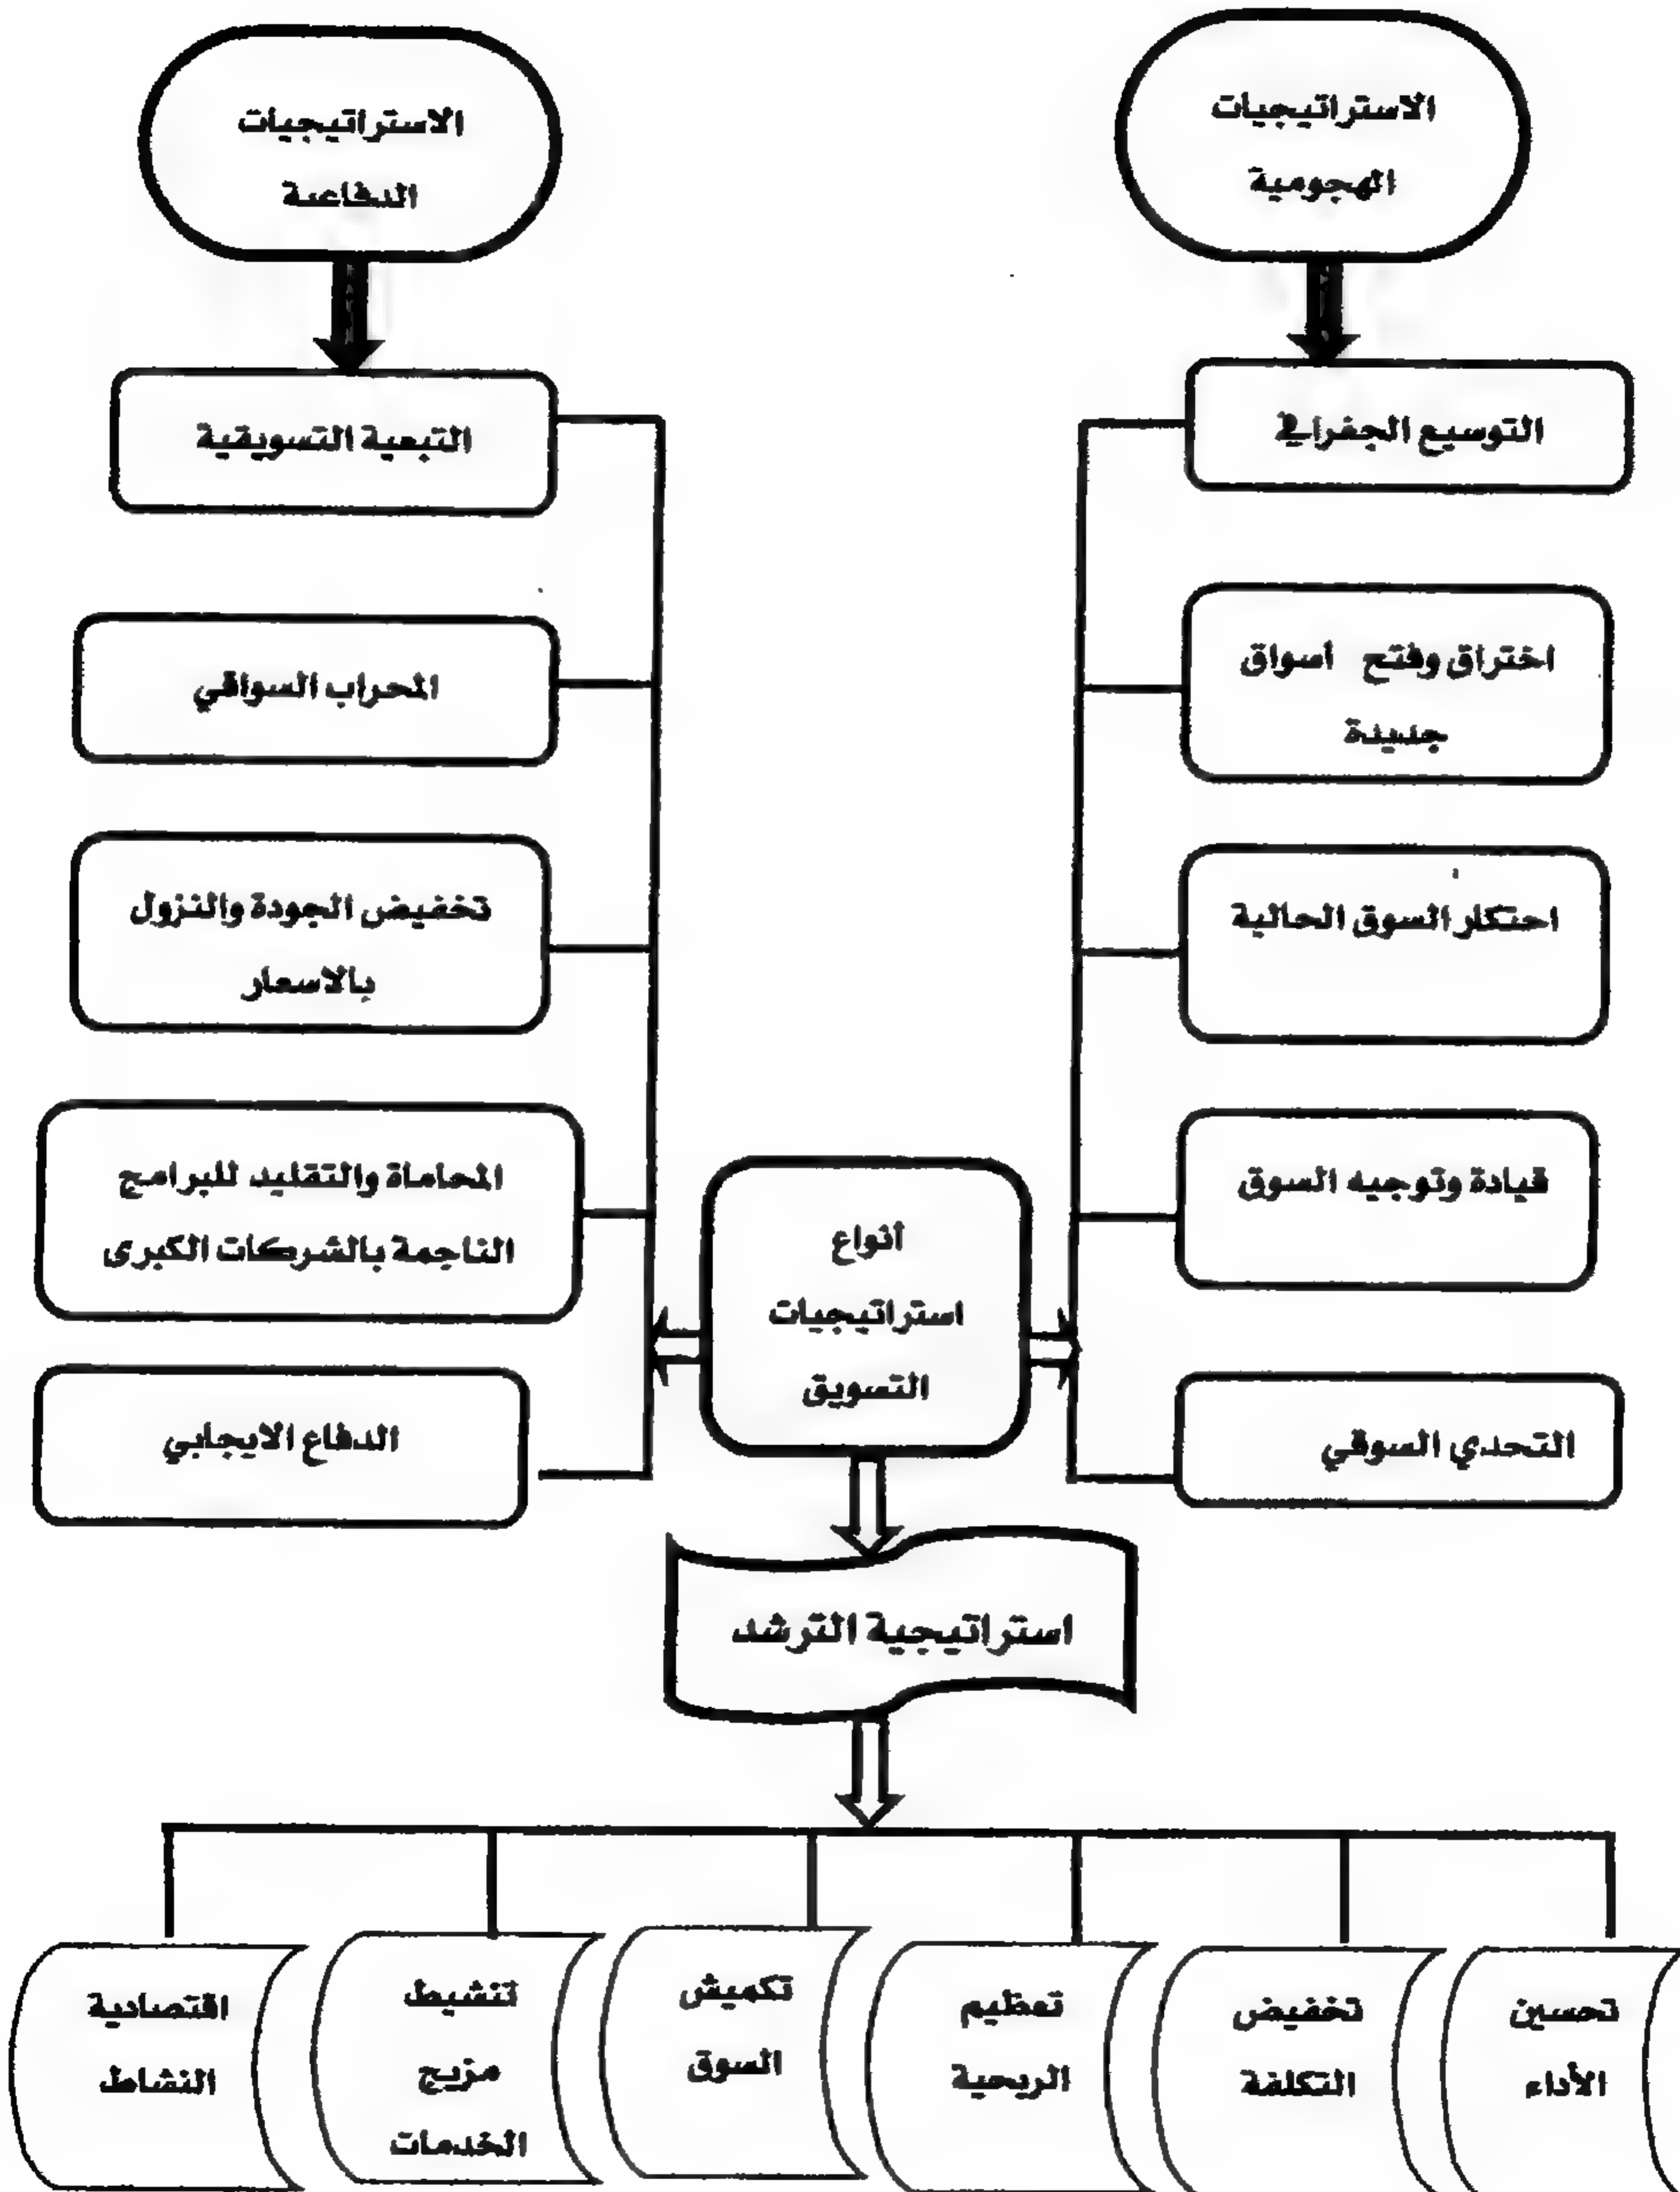 الاستراتيجيات
الهجومية
التوسيع الجغرافي
اختراق وفتح اسواق
جديدة
احتكار السوق الحالية
قيادة وتوجيه السوق
التحدي السوقي
الاستراتيجيات
الدفاعية
التبعية التسويقية
المحراب السواقي
تخفيض الجودة والنزول
بالاسعار
المحاماة والتقليد للبرامج
الناجمة بالشركات الكبرى
الدفاع الايجابي
أنواع
استراتيجيات
التسويق
استراتيجية الترشد
تحسين
الأداء
تخفيض
التكلفة
تعظيم
الربحية
تكميش
السوق
تنشيط
مزيج
الخدمات
اقتصادية
النشاط